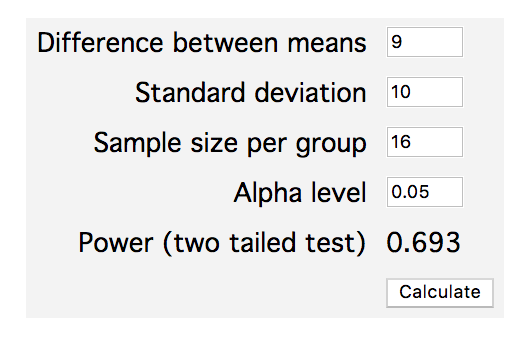 Difference between means 9
Standard deviation 10
Sample size per group 16
Alpha level 0.05
Power (two tailed test) 0.693
Calculate